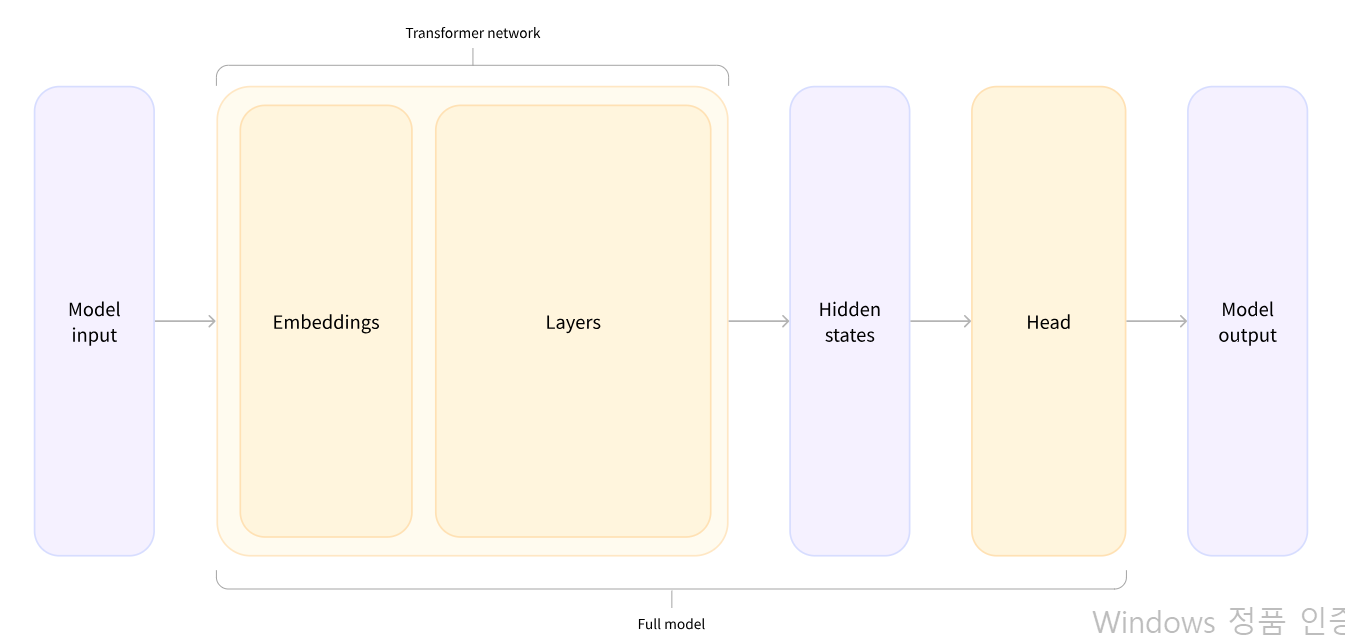 Transformer network
Model
input
Embeddings
Layers
Hidden
states
Head
Model
output
Full model
Windows 정품 인증